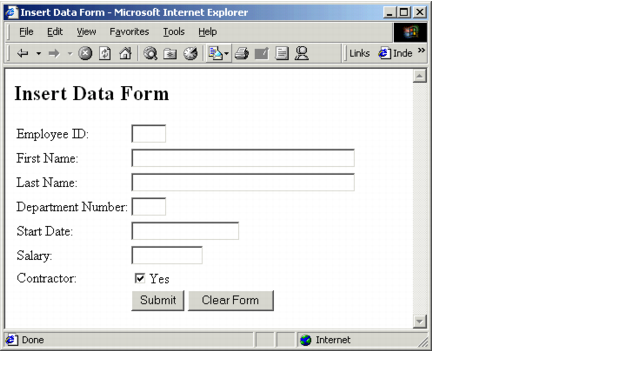 Insert Data Form - Microsoft Internet Explorer
File Edit View Favorites Tools Help
Links Inde »
Insert Data Form
Employee ID:
First Name:
Last Name:
Department Number:
Start Date:
Salary:
Contractor: Yes
Submit Clear Form
Done Internet